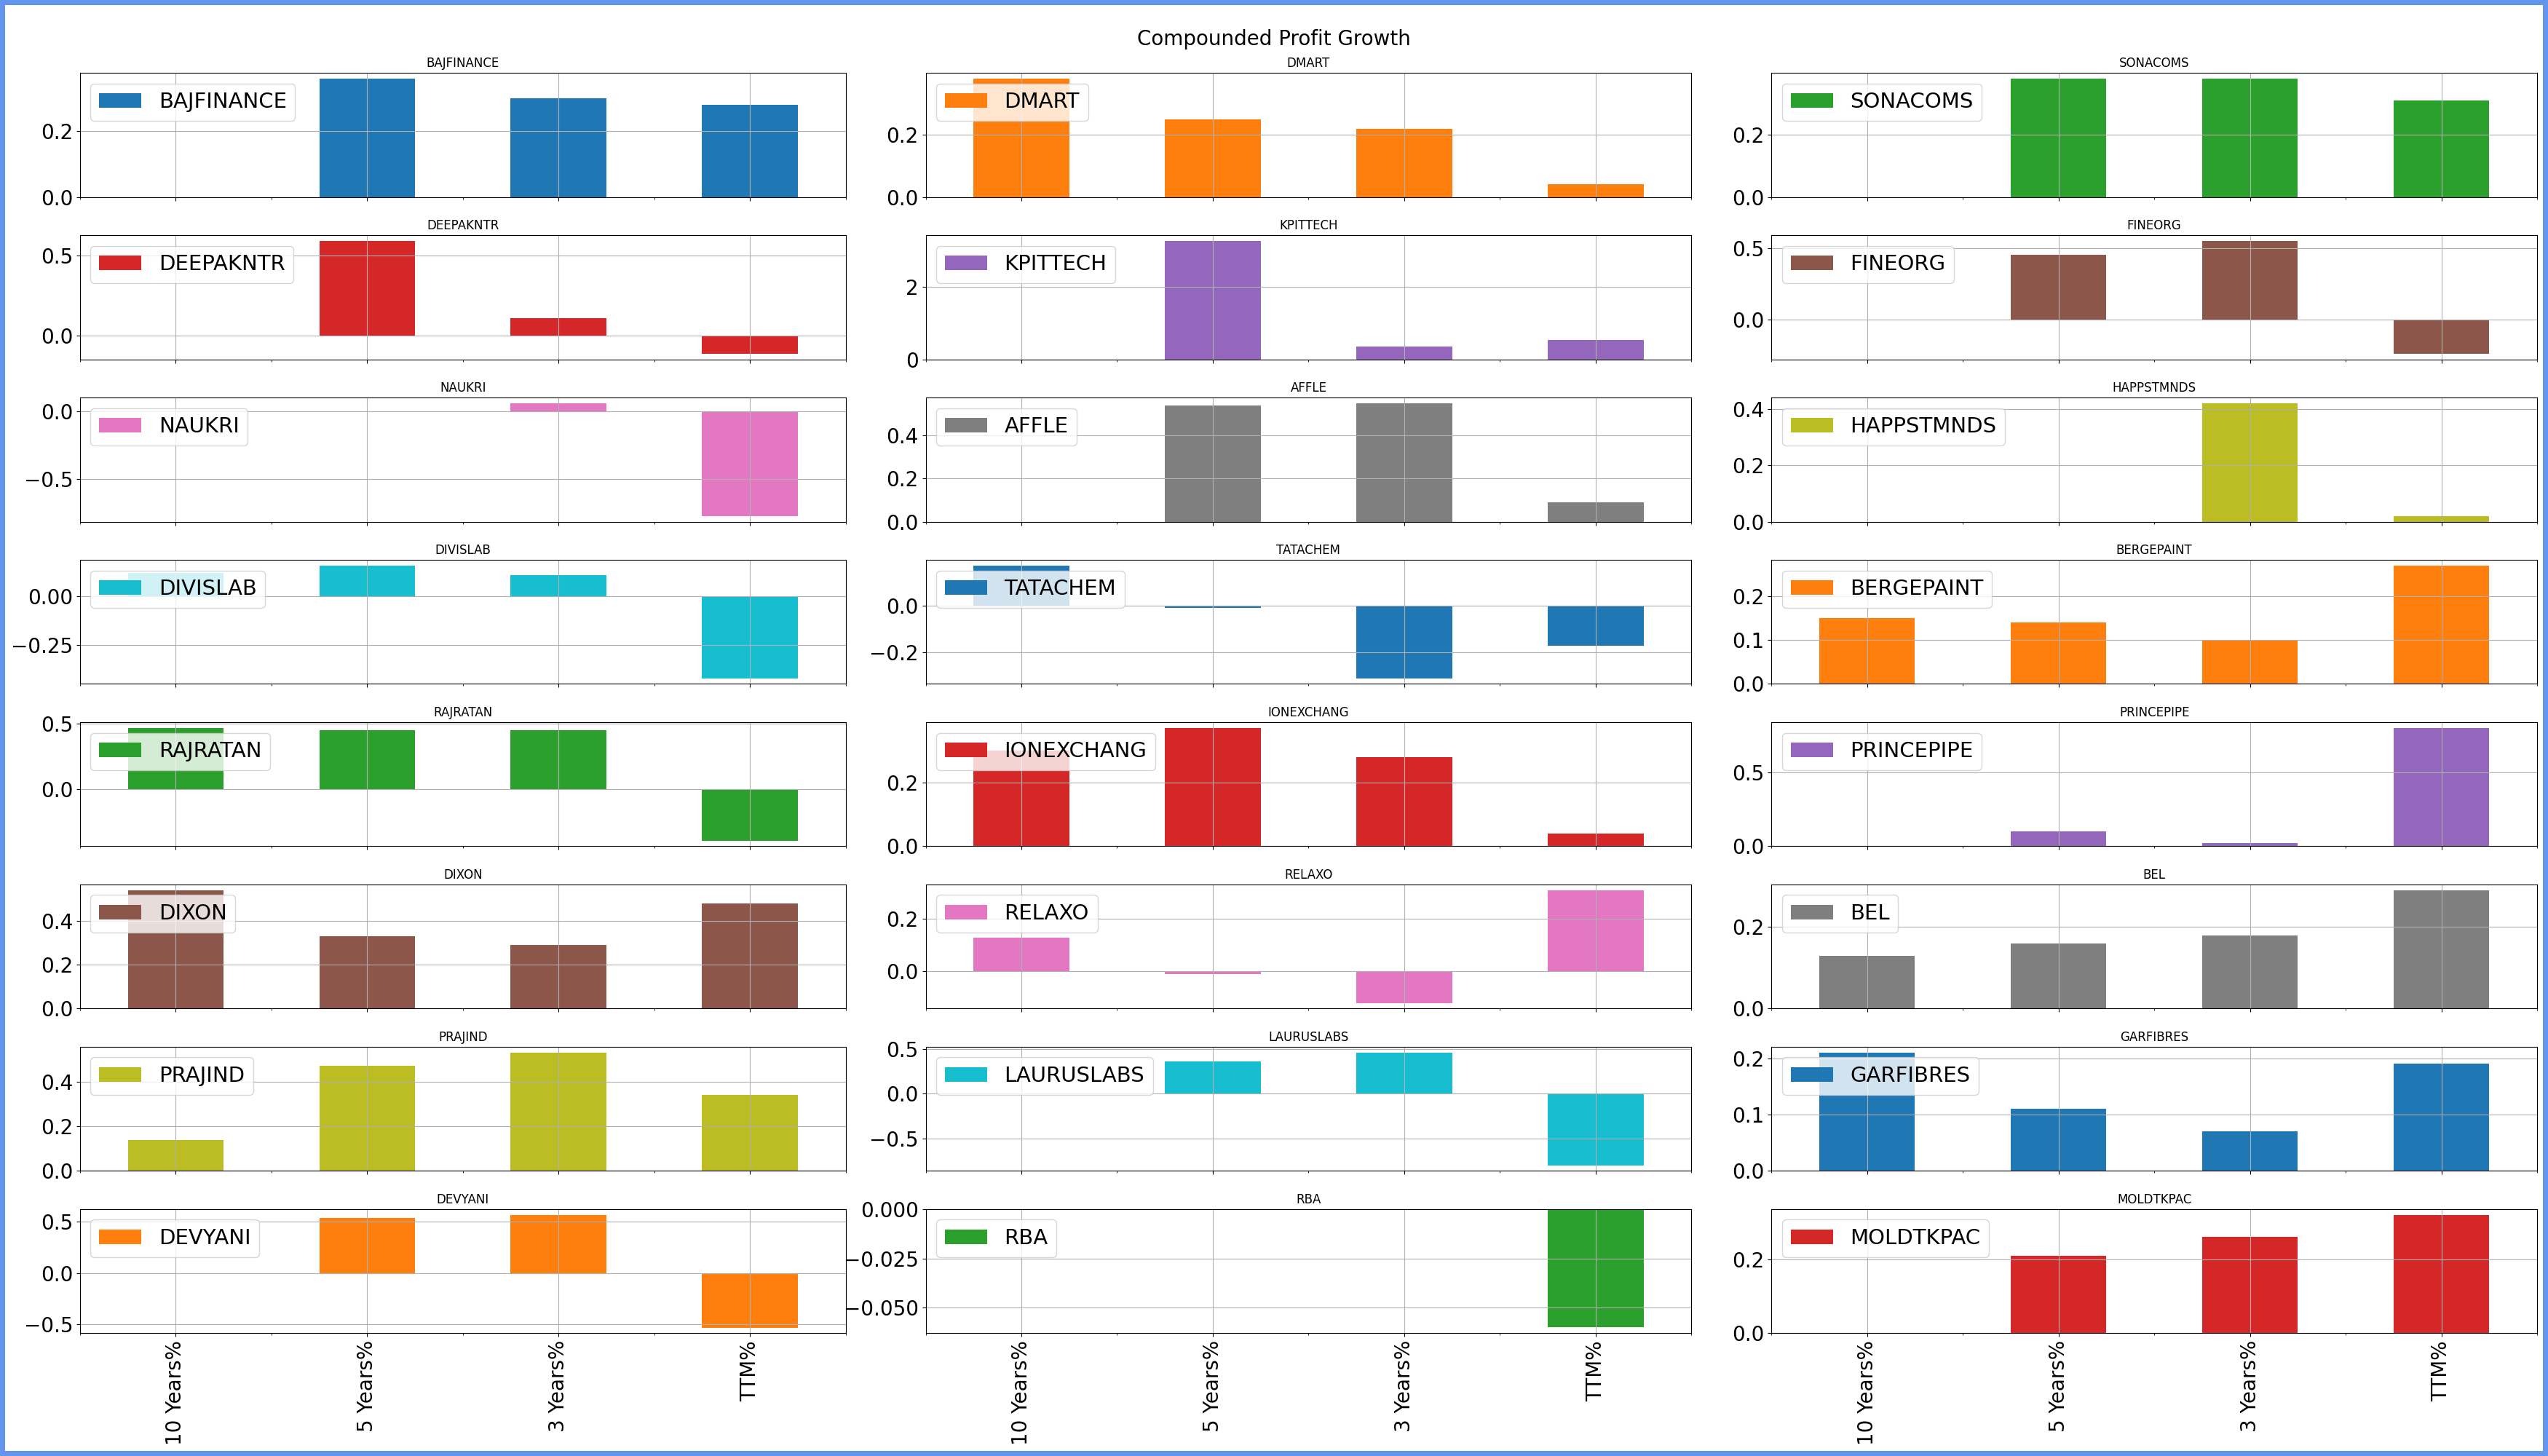 Compounded Profit Growth
BAJFINANCE
BAJFINANCE
0.2
0.0
DMART
DMART
0.2
0.0
SONACOMS
SONACOMS
0.2
0.0
DEEPAKNTR
DEEPAKNTR
0.5
0.0
KPITTECH
KPITTECH
2
0
FINEORG
FINEORG
0.5
0.0
NAUKRI
NAUKRI
0.0
−0.5
AFFLE
AFFLE
0.4
0.2
0.0
HAPPSTMNDS
HAPPSTMNDS
0.4
0.2
0.0
DIVISLAB
DIVISLAB
0.00
−0.25
TATACHEM
TATACHEM
0.0
−0.2
BERGEPAINT
BERGEPAINT
0.2
0.1
0.0
RAJRATAN
RAJRATAN
0.5
0.0
IONEXCHANG
IONEXCHANG
0.2
0.0
PRINCEPIPE
PRINCEPIPE
0.5
0.0
DIXON
DIXON
0.4
0.2
0.0
RELAXO
RELAXO
0.2
0.0
BEL
BEL
0.2
0.0
PRAJIND
PRAJIND
0.4
0.2
0.0
LAURUSLABS
LAURUSLABS
0.5
0.0
−0.5
GARFIBRES
GARFIBRES
0.2
0.1
0.0
DEVYANI
DEVYANI
0.5
0.0
−0.5
10 Years%
5 Years%
3 Years%
TTM%
RBA
RBA
0.000
−0.025
−0.050
10 Years%
5 Years%
3 Years%
TTM%
MOLDTKPAC
MOLDTKPAC
0.2
0.0
10 Years%
5 Years%
3 Years%
TTM%